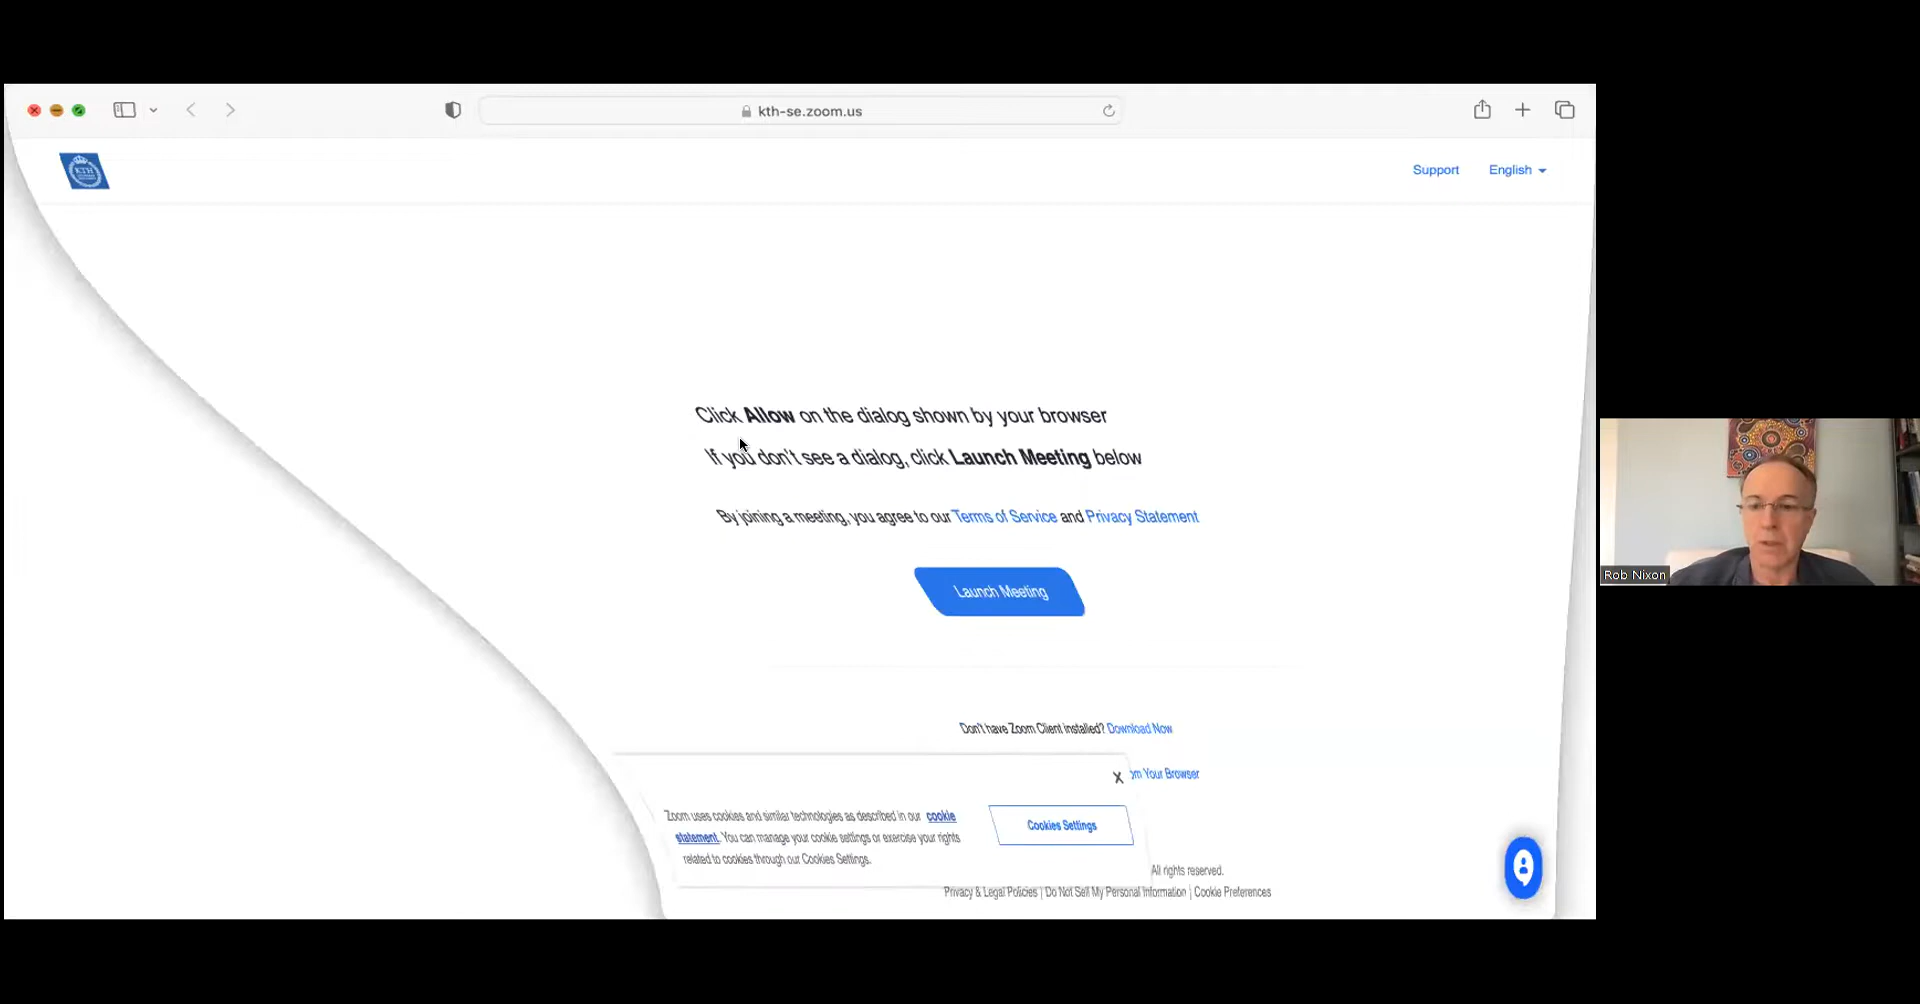 kth-se.zoom.us
KTH
Support
English
Click Allow on the dialog shown by your browser
If you don't see a dialog, click Launch Meeting below
By joining a meeting, you agree to our Terms of Service and Privacy Statement
Launch Meeting
Rob Nixon
Don't have Zoom Client installed? Download Now
om Your Browser
X
Zoom uses cookies and similar technologies as described in our cookie
statement. You can manage your cookie settings or exercise your rights
related to cookies through our Cookies Settings.
Cookies Settings
All rights reserved.
Privacy & Legal Policies | Do Not Sell My Personal Information | Cookie Preferences